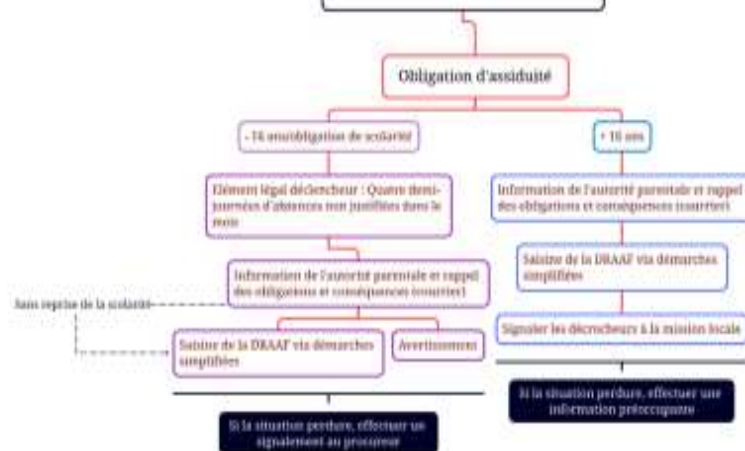 Obligation d'assiduité
- 16 ans/obligation de scolarité
+ 16 ans
Elément légal déclencheur : Quatre demi-
journées d'absences non justifiées dans le
mois
Information de l'autorité parentale et rappel
des obligations et conséquences (courrier)
Information de l'autorité parentale et rappel
des obligations et conséquences (courrier)
Saisine de la DRAAF via démarches
simplifiées
Sans reprise de la scolarité
Signaler les décrocheurs à la mission locale
Saisine de la DRAAF via démarches
simplifiées
Avertissement
Si la situation perdure, effectuer une
information préoccupante
Si la situation perdure, effectuer un
signalement au procureur